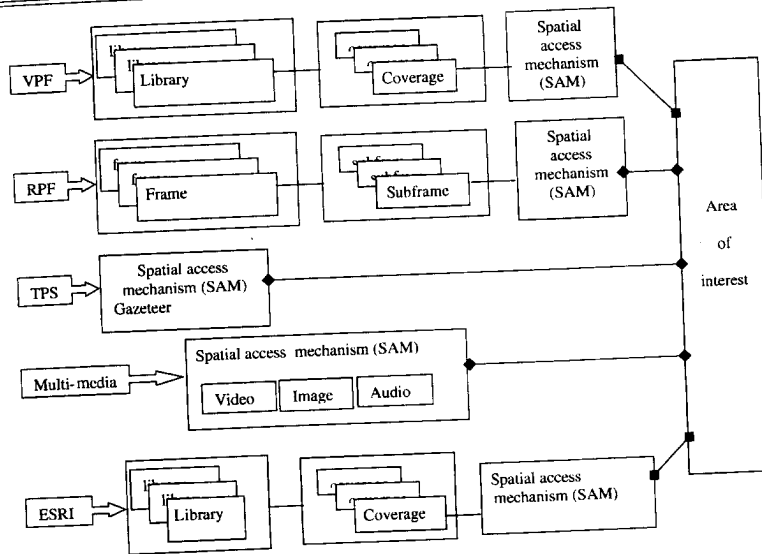 VPF
Library
Coverage
Spatial
access
mechanism
(SAM)
RPF
Frame
Subframe
Spatial
access
mechanism
(SAM)
Area
of
interest
TPS
Spatial access
mechanism (SAM)
Gazeteer
Multi-media
Spatial access mechanism (SAM)
Video
Image
Audio
ESRI
Library
Coverage
Spatial access
mechanism (SAM)